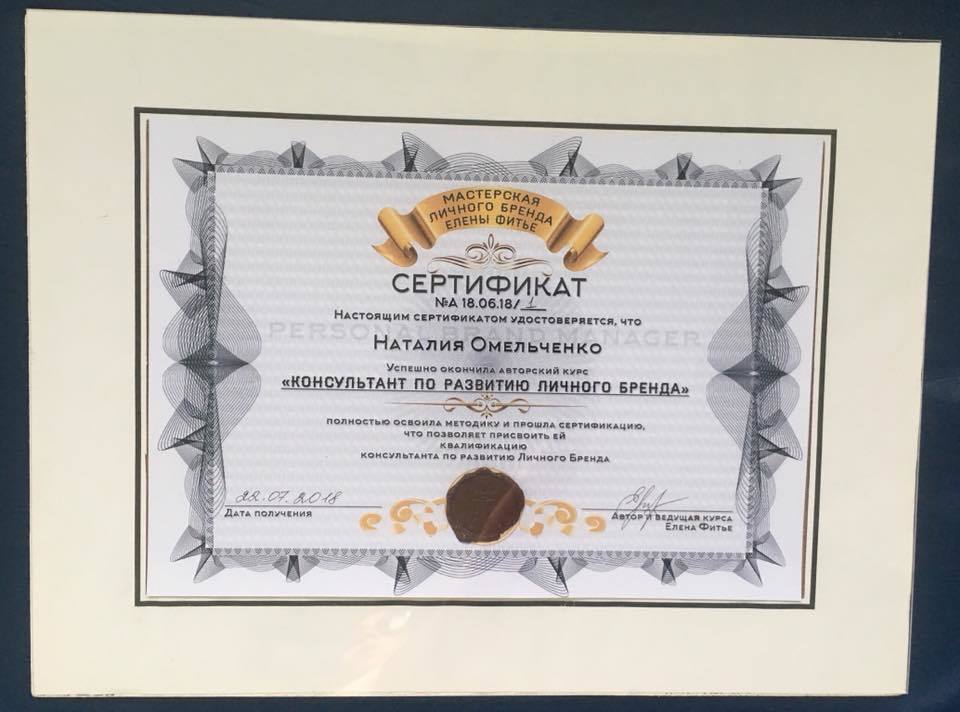 МАСТЕРСКАЯ
ЛИЧНОГО БРЕНДА
ЕЛЕНЫ ФИТЬЕ
СЕРТИФИКАТ
№А 18.06.18/1
Настоящим сертификатом удостоверяется, что
PERSONAL BRAND MANAGER
Наталия Омельченко
Успешно окончила авторский курс
«КОНСУЛЬТАНТ ПО РАЗВИТИЮ ЛИЧНОГО БРЕНДА»
полностью освоила методику и прошла сертификацию,
что позволяет присвоить ей
квалификацию
консультанта по развитию Личного Бренда
22.07.2018
Дата получения
Автор и ведущая курса
Елена Фитье